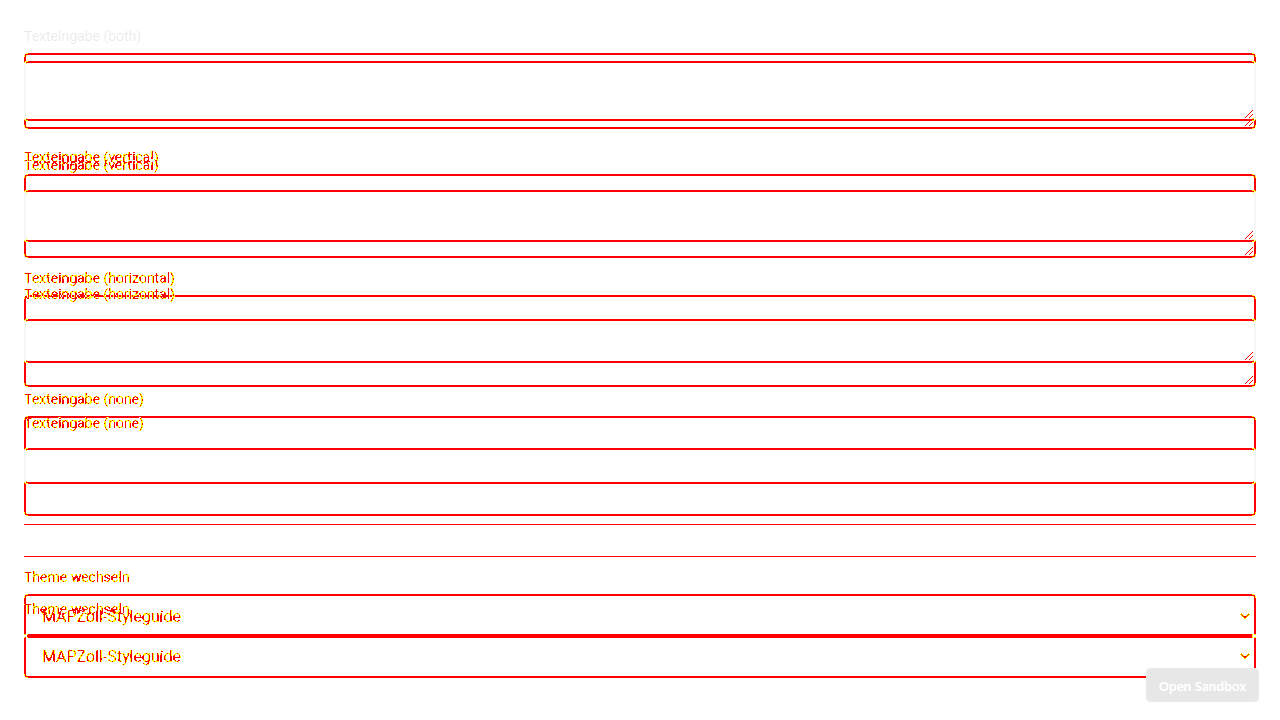 Texteingabe (both)
Texteingabe (vertical)
Texteingabe (vertical)
Texteingabe (horizontal)
Texteingabe (horizontal)
Texteingabe (none)
Texteingabe (none)
Theme wechseln
Theme wechseln
MAPZoll-Styleguide
MAPZoll-Styleguide
Open Sandbox